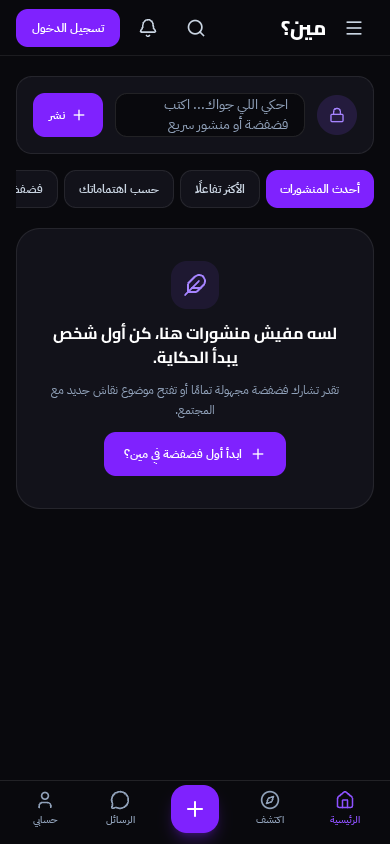 مين؟
تسجيل الدخول
احكي اللي جواك... اكتب
فضفضة أو منشور سريع
نشر
أحدث المنشورات
الأكثر تفاعلًا
حسب اهتماماتك
فضفض
لسه مفيش منشورات هنا، كن أول شخص
يبدأ الحكاية.
تقدر تشارك فضفضة مجهولة تمامًا أو تفتح موضوع نقاش جديد مع
المجتمع.
ابدأ أول فضفضة في مين؟
الرئيسية
اكتشف
الرسائل
حسابي